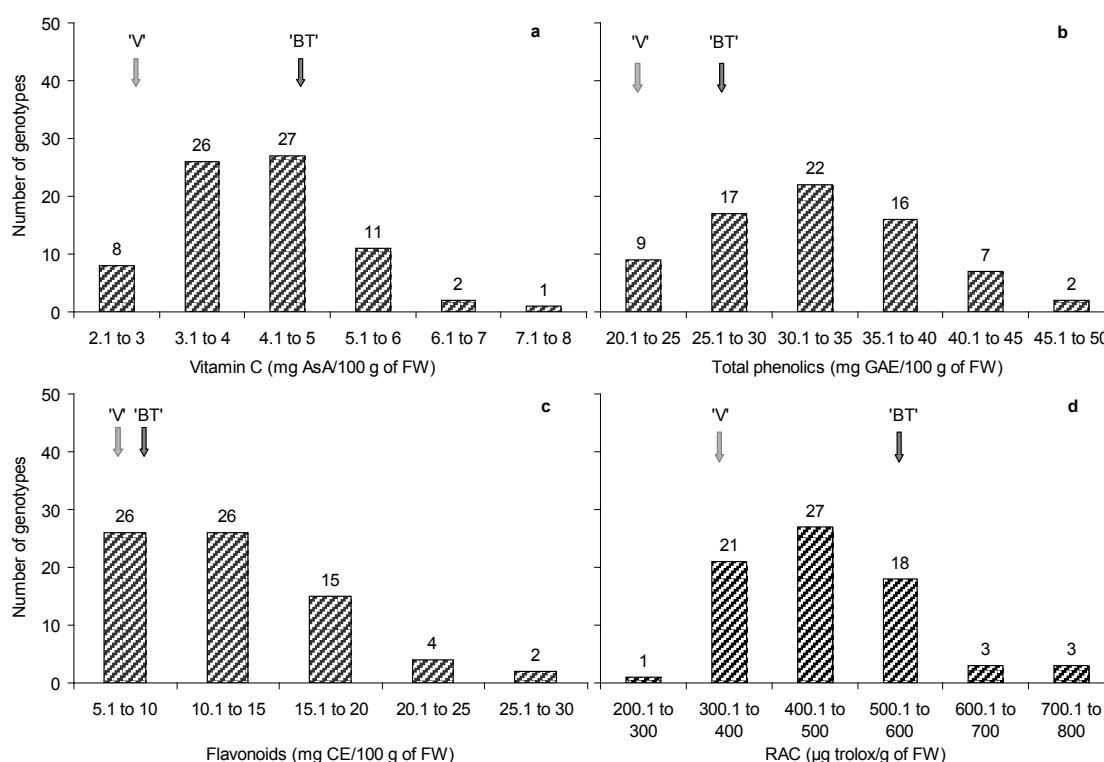 50
40
30
20
10
0
Number of genotypes
a
'V'
'BT'
8
26
27
11
2
1
2.1 to 3
3.1 to 4
4.1 to 5
5.1 to 6
6.1 to 7
7.1 to 8
Vitamin C (mg AsA/100 g of FW)
b
'V'
'BT'
9
17
22
16
7
2
20.1 to 25
25.1 to 30
30.1 to 35
35.1 to 40
40.1 to 45
45.1 to 50
Total phenolics (mg GAE/100 g of FW)
50
40
30
20
10
0
Number of genotypes
c
'V' 'BT'
26
26
15
4
2
5.1 to 10
10.1 to 15
15.1 to 20
20.1 to 25
25.1 to 30
Flavonoids (mg CE/100 g of FW)
d
'V'
'BT'
1
21
27
18
3
3
200.1 to
300
300.1 to
400
400.1 to
500
500.1 to
600
600.1 to
700
700.1 to
800
RAC (µg trolox/g of FW)